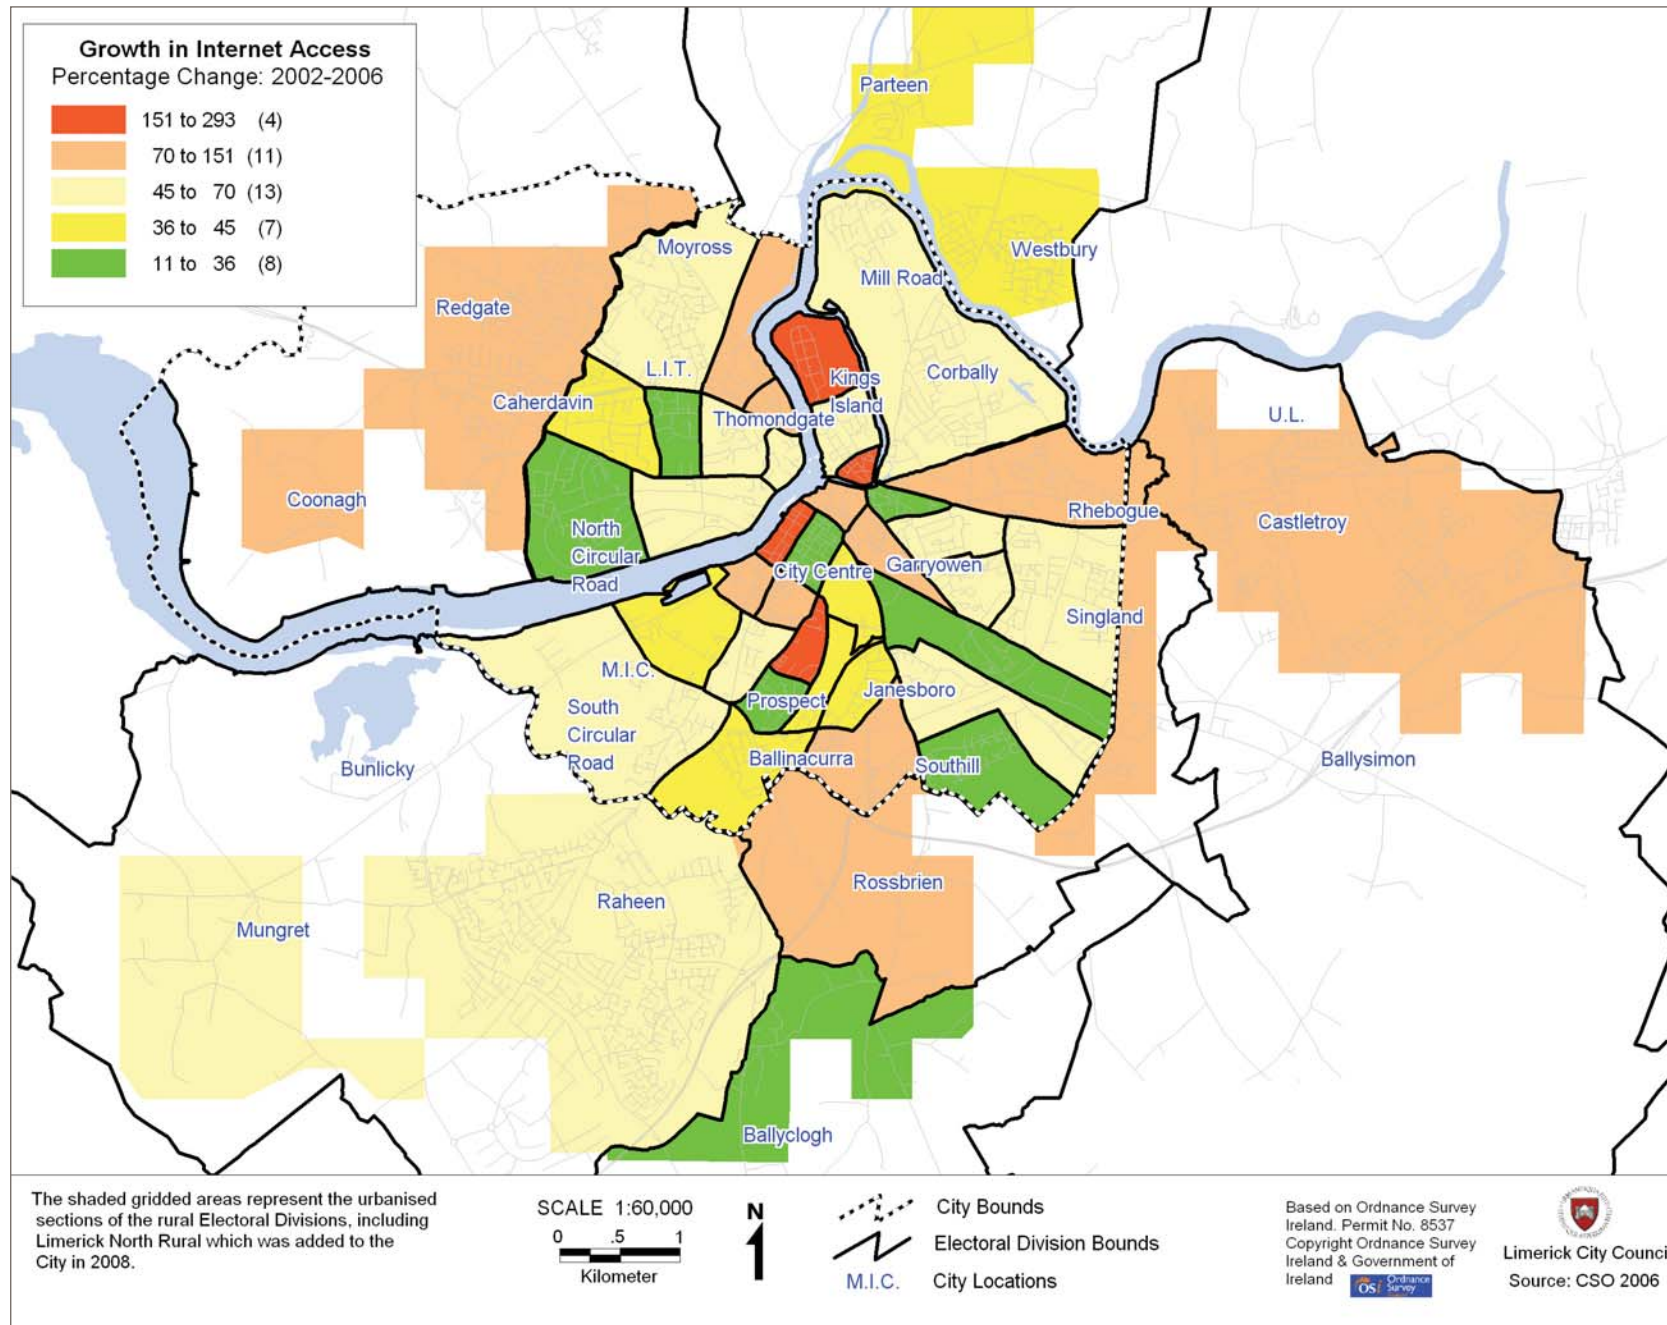 Growth in Internet Access
Percentage Change: 2002-2006
151 to 293 (4)
70 to 151 (11)
45 to 70 (13)
36 to 45 (7)
11 to 36 (8)
Parteen
Moyross
Westbury
Mill Road
Redgate
L.I.T.
Kings
Island
Corbally
Caherdavin
Thomondgate
U.L.
Coonagh
Rhebogue
Castletroy
North
Circular
Road
City Centre
Garryowen
Singland
M.I.C.
Prospect
Janesboro
South
Circular
Road
Bunlicky
Ballinacurra
Southill
Ballysimon
Rossbrien
Raheen
Mungret
Ballyclogh
The shaded gridded areas represent the urbanised
sections of the rural Electoral Divisions, including
Limerick North Rural which was added to the
City in 2008.
SCALE 1:60,000
0 .5 1
Kilometer
N
City Bounds
Electoral Division Bounds
M.I.C. City Locations
Based on Ordnance Survey
Ireland. Permit No. 8537
Copyright Ordnance Survey
Ireland & Government of
Ireland
OSi Ordnance
Survey
Limerick City Counci
Source: CSO 2006